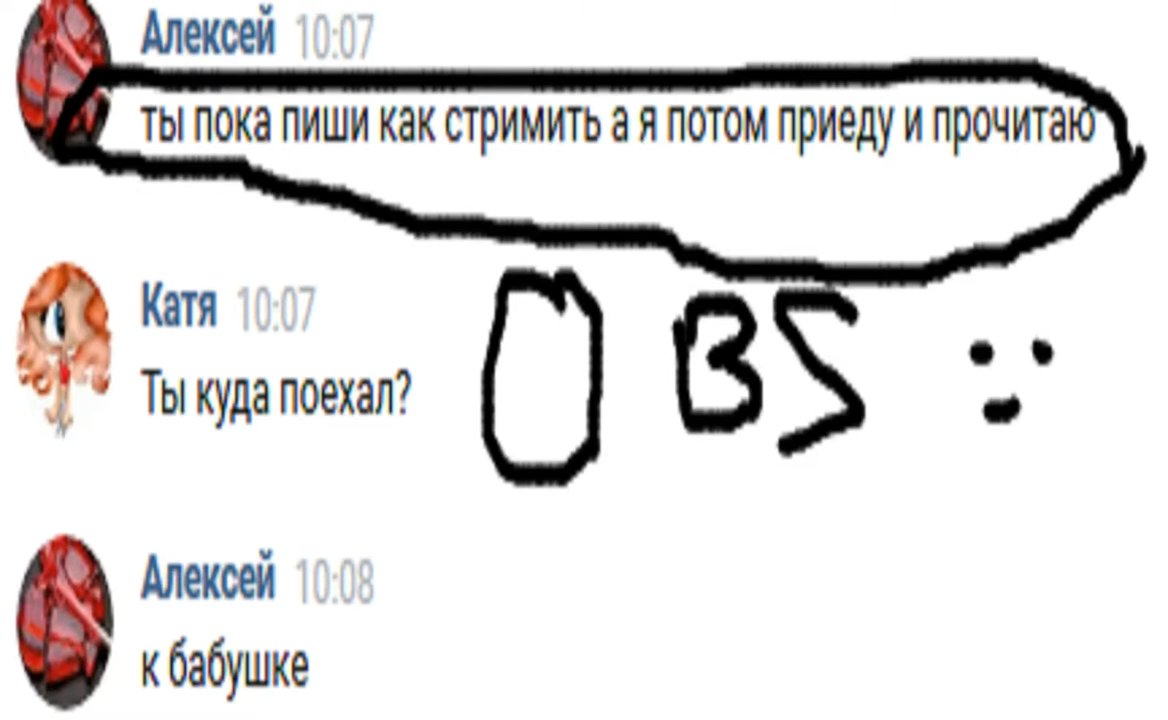 Алексей 10:07
ты пока пиши как стримить а я потом приеду и прочитаю
Катя 10:07
Ты куда поехал?
OBS
Алексей 10:08
к бабушке